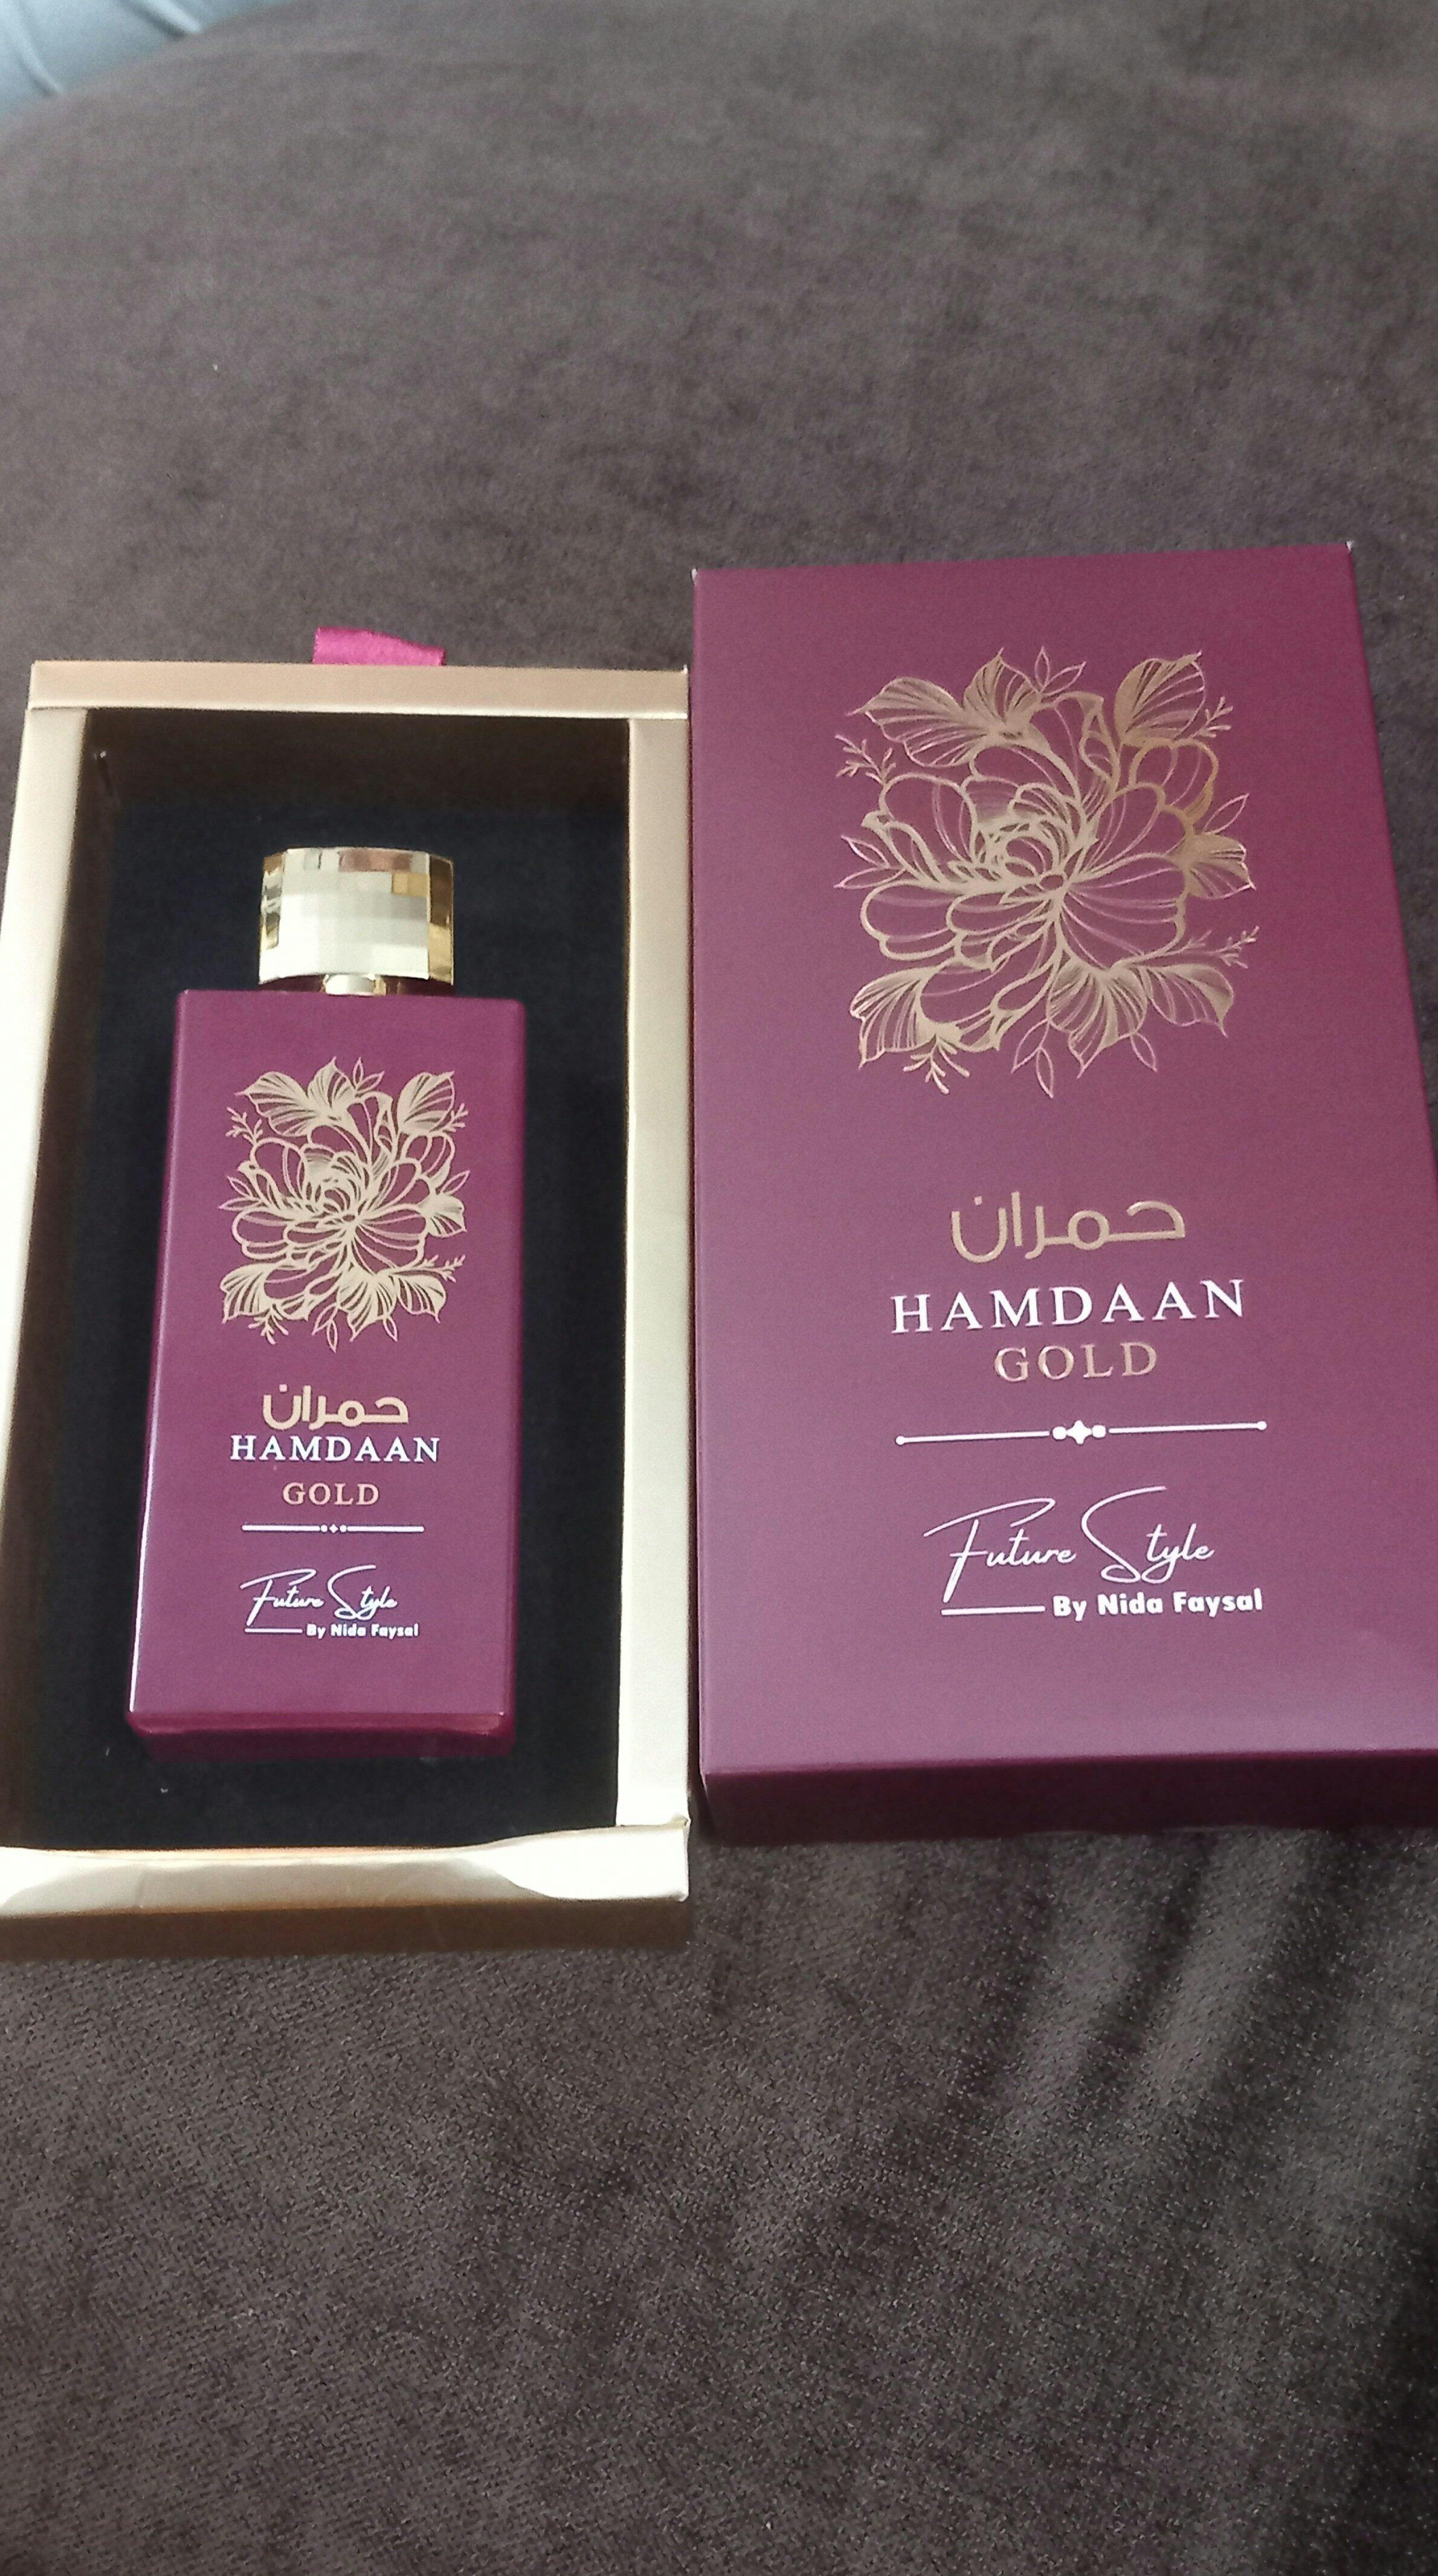 حمران
HAMDAAN
GOLD
Future Style
By Nida Faysal
حمران
HAMDAAN
GOLD
Future Style
By Nida Faysal